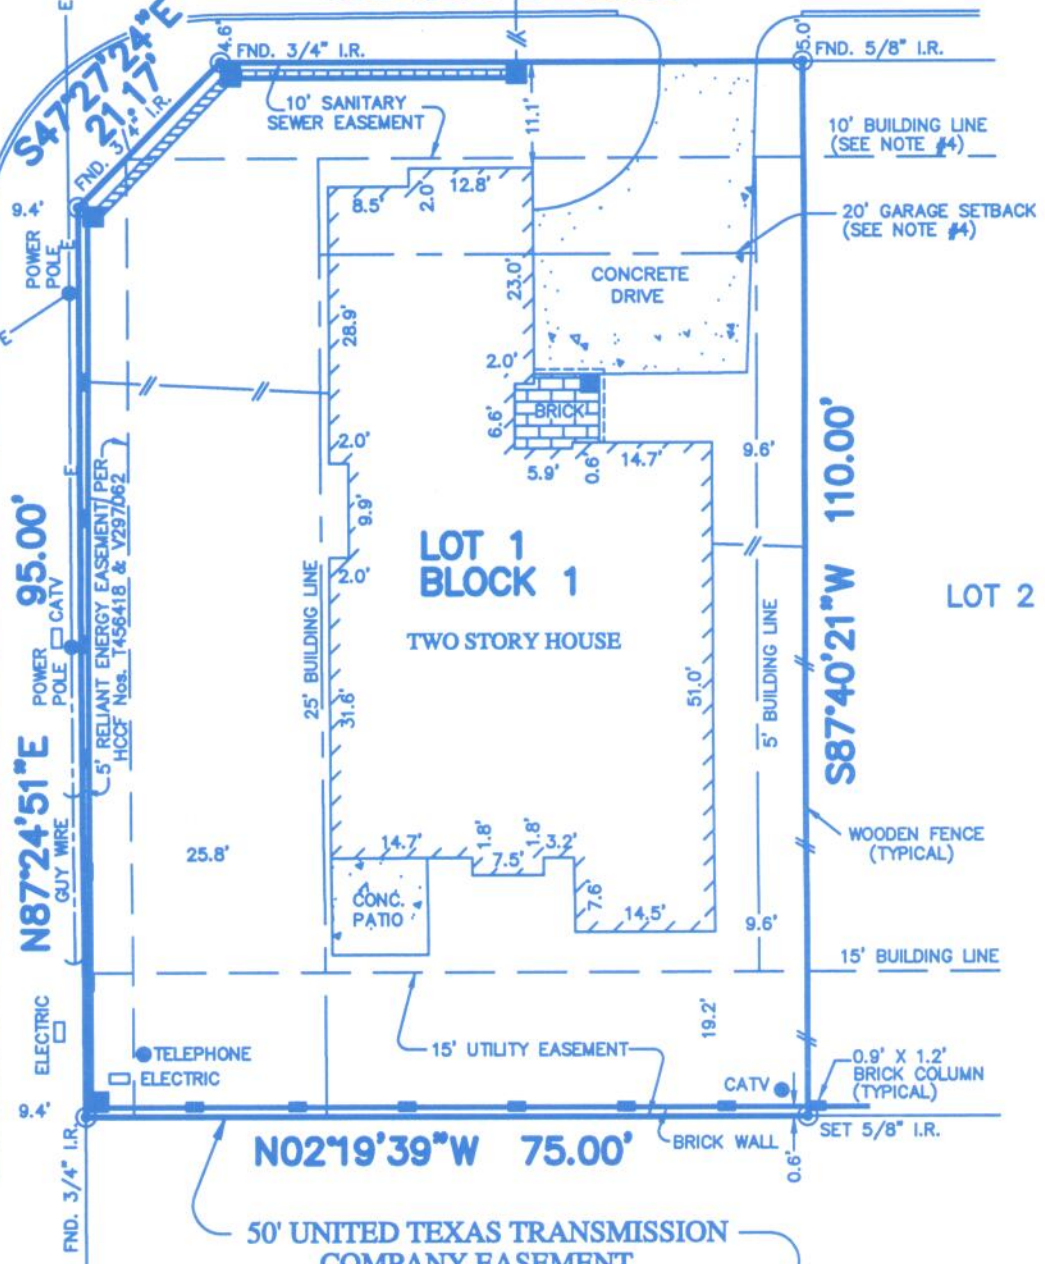 E
S47°27'24"E
21.17'
FND. 3/4" I.R.
4.6'
FND. 3/4" I.R.
5.0'
FND. 5/8" I.R.
10' SANITARY
SEWER EASEMENT
11.1'
10' BUILDING LINE
(SEE NOTE #4)
9.4'
8.5'
2.0'
12.8'
20' GARAGE SETBACK
(SEE NOTE #4)
POWER
POLE
E
E
E
CONCRETE
DRIVE
23.0'
28.9'
2.0'
BRICK
6.6'
5.9'
0.6'
14.7'
9.6'
2.0'
9.9'
2.0'
E
5' RELIANT ENERGY EASEMENT PER
HCCF Nos. T456418 & V297062
N87°24'51"E 95.00'
CATV
POWER
POLE
LOT 1
BLOCK 1
TWO STORY HOUSE
25' BUILDING LINE
31.6'
51.0'
5' BUILDING LINE
S87°40'21"W 110.00'
LOT 2
GUY WIRE
25.8'
14.7'
1.8'
7.5'
1.8'
3.2'
7.6'
14.5'
CONC.
PATIO
WOODEN FENCE
(TYPICAL)
9.6'
15' BUILDING LINE
ELECTRIC
19.2'
TELEPHONE
ELECTRIC
15' UTILITY EASEMENT
CATV
0.9' X 1.2'
BRICK COLUMN
(TYPICAL)
9.4'
FND. 3/4" I.R.
N02°19'39"W 75.00'
BRICK WALL
SET 5/8" I.R.
0.6'
50' UNITED TEXAS TRANSMISSION
COMPANY EASEMENT